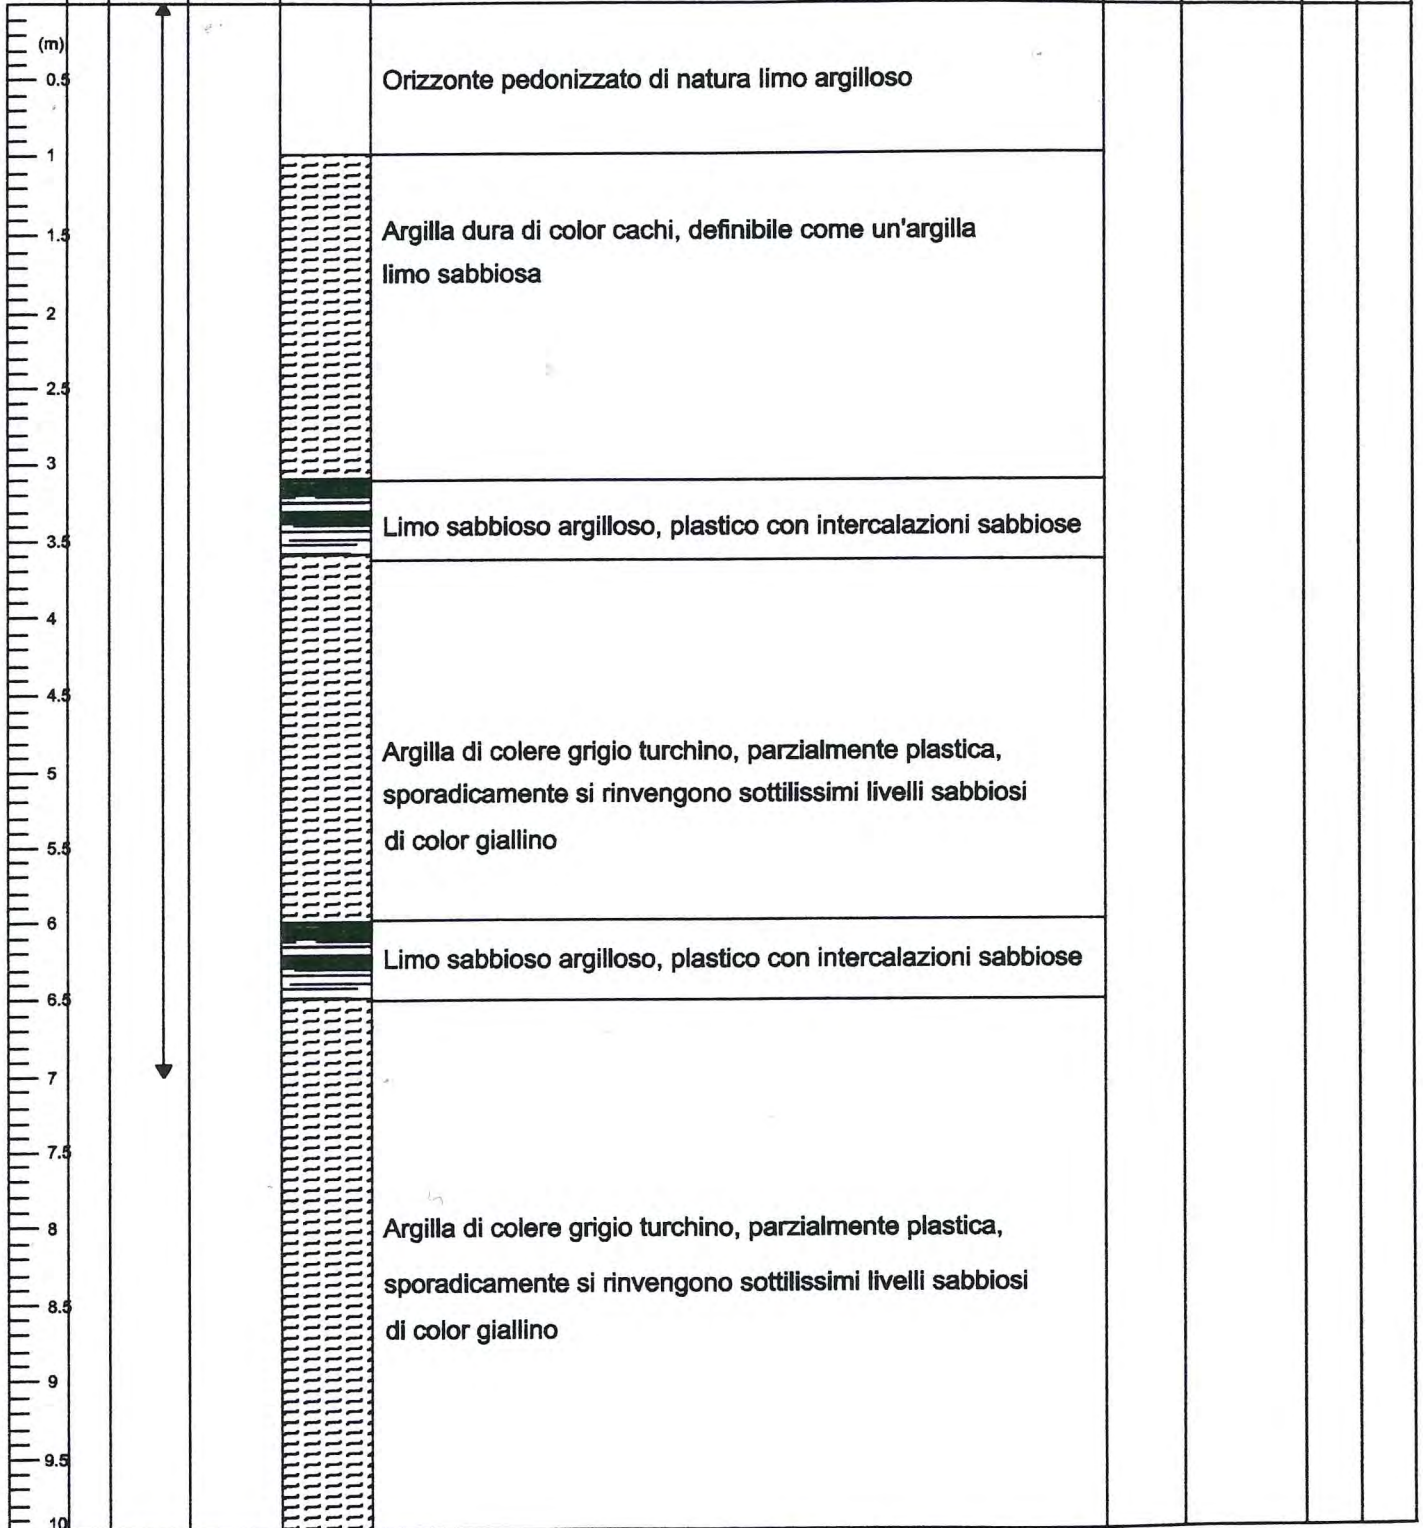 (m)
0.5
Orizzonte pedonizzato di natura limo argilloso
1
Argilla dura di color cachi, definibile come un'argilla
1.5
limo sabbiosa
2
2.5
3
Limo sabbioso argilloso, plastico con intercalazioni sabbiose
3.5
4
4.5
Argilla di colere grigio turchino, parzialmente plastica,
5
sporadicamente si rinvengono sottilissimi livelli sabbiosi
di color giallino
5.5
6
Limo sabbioso argilloso, plastico con intercalazioni sabbiose
6.5
7
7.5
Argilla di colere grigio turchino, parzialmente plastica,
8
sporadicamente si rinvengono sottilissimi livelli sabbiosi
8.5
di color giallino
9
9.5
10